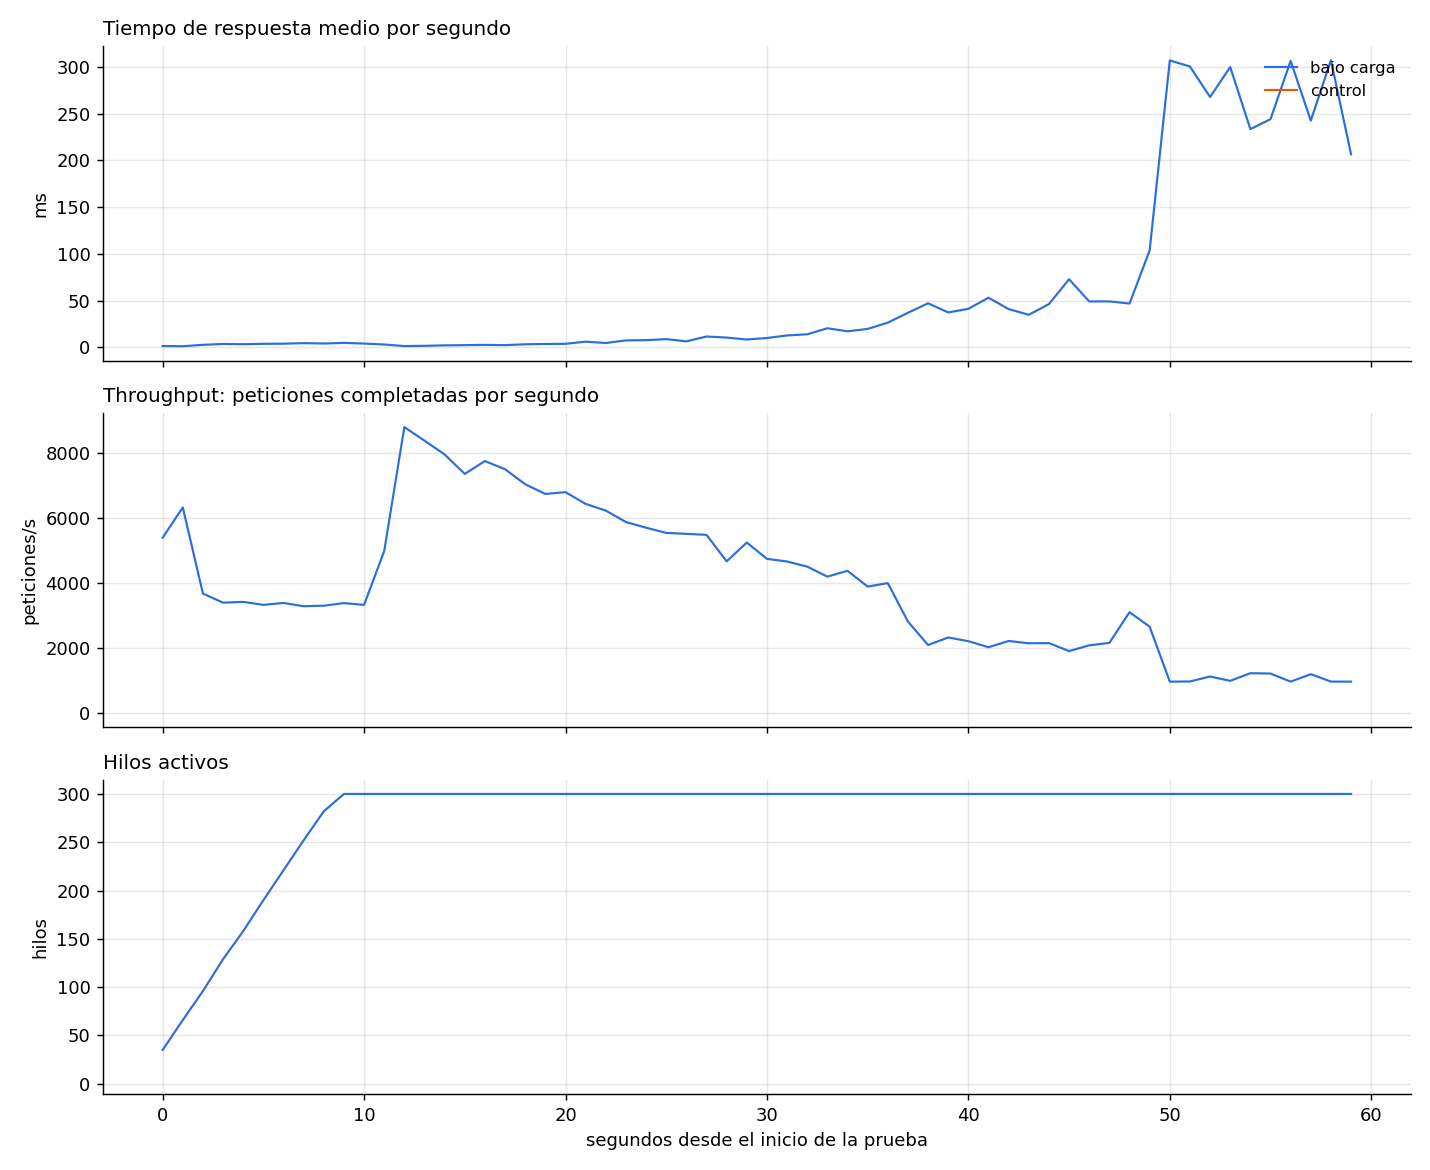 Tiempo de respuesta medio por segundo
300
250
200
150
100
50
0
ms
bajo carga
control
Throughput: peticiones completadas por segundo
8000
6000
4000
2000
0
peticiones/s
Hilos activos
300
250
200
150
100
50
0
hilos
0 10 20 30 40 50 60
segundos desde el inicio de la prueba